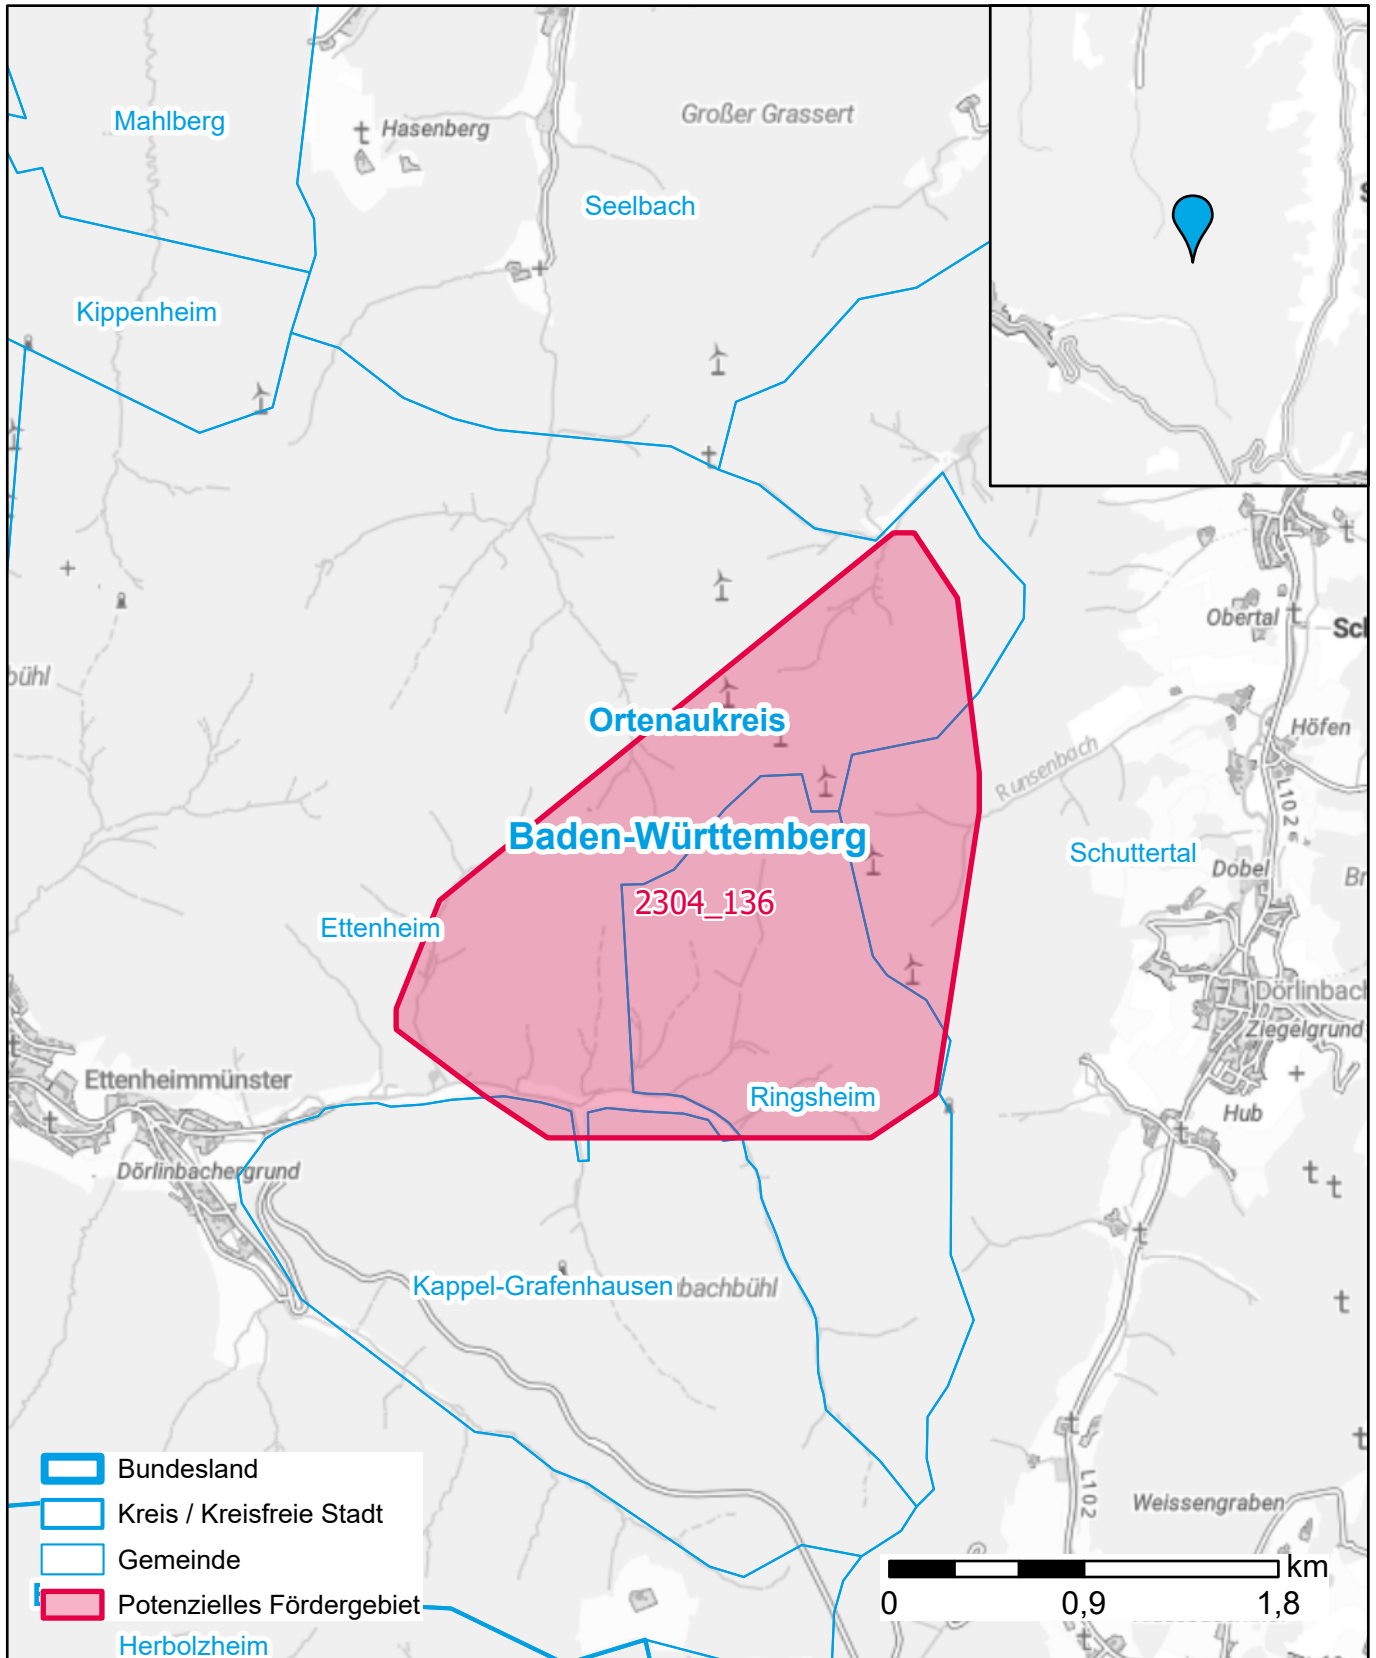 Mahlberg
Hasenberg
Großer Grassert
Seelbach
Kippenheim
Obertal
bühl
Ortenaukreis
Höfen
Runsenbach
L102
Baden-Württemberg
Schuttertal
Dobel
2304_136
Ettenheim
Dörlinbach
Ziegelgrund
Ettenheimmünster
Ringsheim
Hub
Dörlinbachergrund
Kappel-Grafenhausen
bachbühl
L102
Weissengraben
Bundesland
Kreis / Kreisfreie Stadt
Gemeinde
Potenzielles Fördergebiet
Herbolzheim
km
0 0,9 1,8